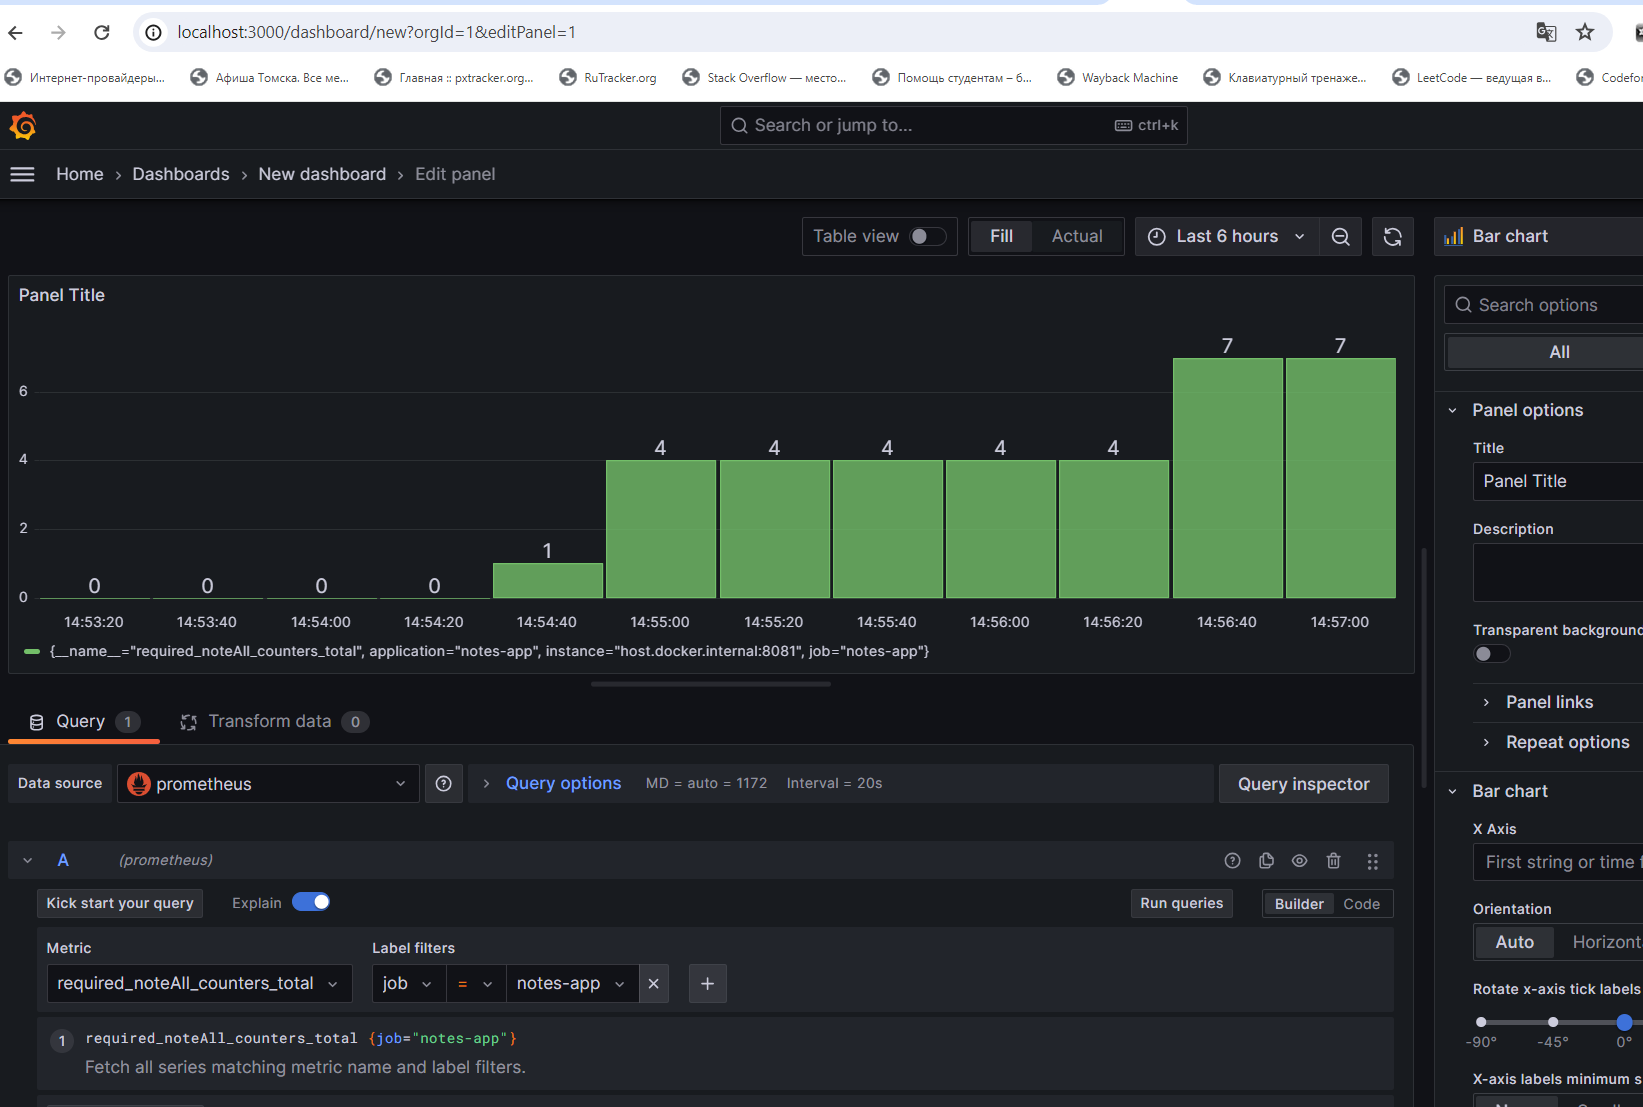 localhost:3000/dashboard/new?orgId=1&editPanel=1
Интернет-провайдеры... Афиша Томска. Все ме... Главная :: pxtracker.org... RuTracker.org Stack Overflow — место... Помощь студентам – б... Wayback Machine Клавиатурный тренаже... LeetCode — ведущая в... Codefor
Search or jump to... ctrl+k
Home › Dashboards › New dashboard › Edit panel
Table view Fill Actual Last 6 hours Bar chart
Panel Title
Search options
All
7 7
6
4 4 4 4 4
4
2
1
0 0 0 0
0
14:53:20 14:53:40 14:54:00 14:54:20 14:54:40 14:55:00 14:55:20 14:55:40 14:56:00 14:56:20 14:56:40 14:57:00
{__name__="required_noteAll_counters_total", application="notes-app", instance="host.docker.internal:8081", job="notes-app"}
Panel options
Title
Panel Title
Description
Transparent background
Panel links
Repeat options
Query 1 Transform data 0
Data source prometheus Query options MD = auto = 1172 Interval = 20s Query inspector
A (prometheus)
Kick start your query Explain Run queries Builder Code
Metric Label filters
required_noteAll_counters_total job = notes-app
1 required_noteAll_counters_total {job="notes-app"}
Fetch all series matching metric name and label filters.
Bar chart
X Axis
First string or time f
Orientation
Auto Horizont
Rotate x-axis tick labels
-90° -45° 0°
X-axis labels minimum s